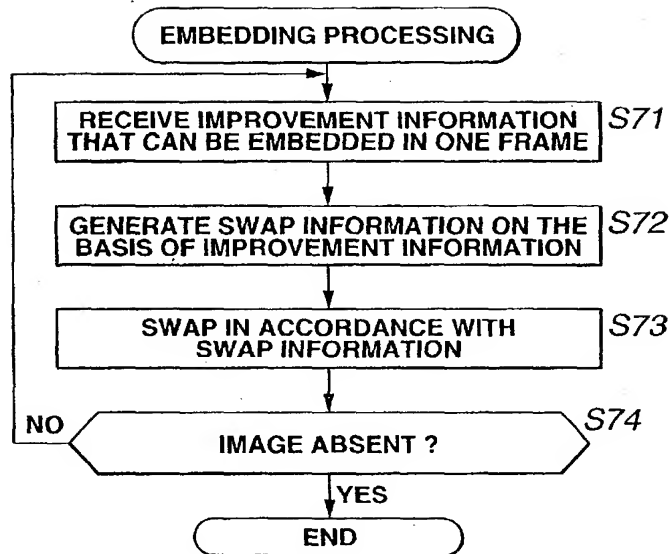 EMBEDDING PROCESSING
RECEIVE IMPROVEMENT INFORMATION
THAT CAN BE EMBEDDED IN ONE FRAME
S71
GENERATE SWAP INFORMATION ON THE
BASIS OF IMPROVEMENT INFORMATION
S72
SWAP IN ACCORDANCE WITH
SWAP INFORMATION
S73
S74
NO
IMAGE ABSENT ?
YES
END